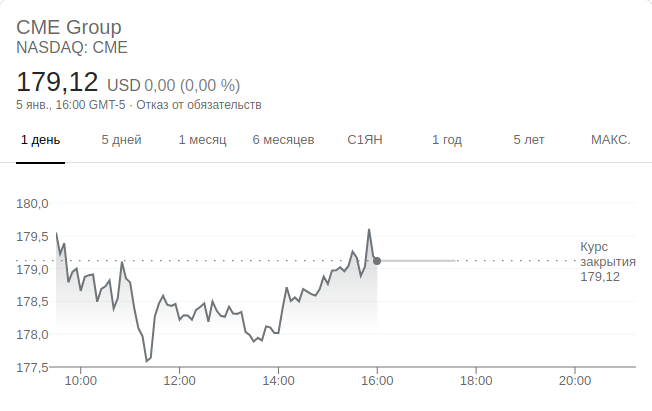 CME Group
NASDAQ: CME
179,12 USD 0,00 (0,00 %)
5 янв., 16:00 GMT-5 · Отказ от обязательств
1 день 5 дней 1 месяц 6 месяцев С1ЯН 1 год 5 лет МАКС.
180,0
179,5
179,0
178,5
178,0
177,5
Курс
закрытия
179,12
10:00 12:00 14:00 16:00 18:00 20:00